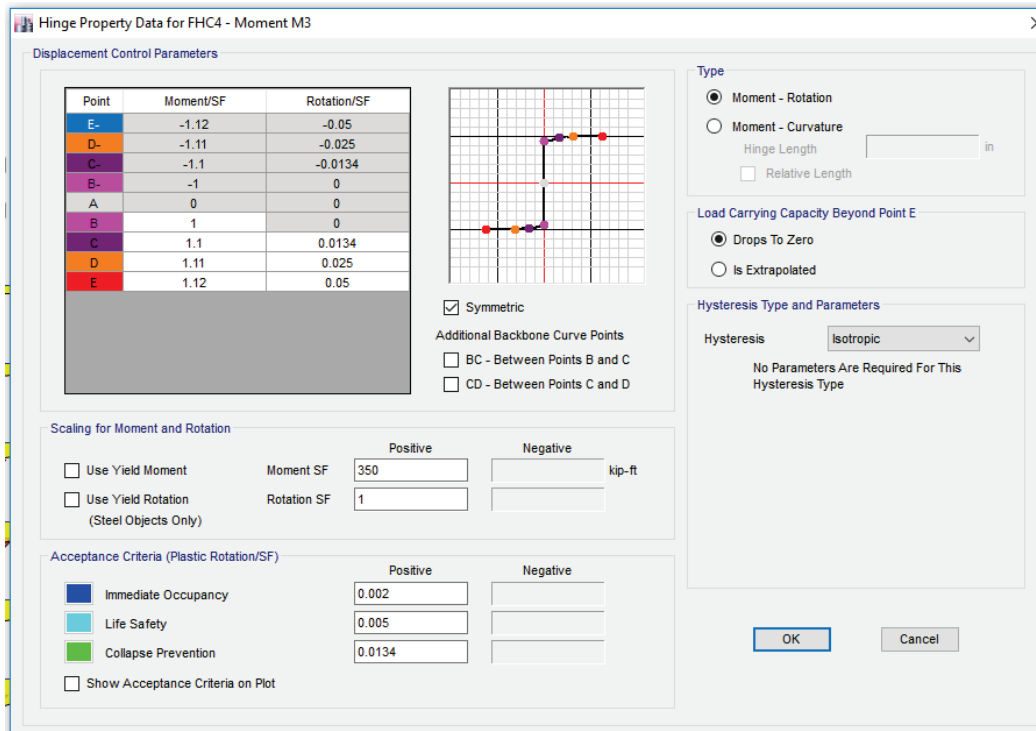 Hinge Property Data for FHC4 - Moment M3
Displacement Control Parameters
Point Moment/SF Rotation/SF
E- -1.12 -0.05
D- -1.11 -0.025
C- -1.1 -0.0134
B- -1 0
A 0 0
B 1 0
C 1.1 0.0134
D 1.11 0.025
E 1.12 0.05
Symmetric
Additional Backbone Curve Points
BC - Between Points B and C
CD - Between Points C and D
Scaling for Moment and Rotation
Positive Negative
Use Yield Moment Moment SF 350 kip-ft
Use Yield Rotation Rotation SF 1
(Steel Objects Only)
Acceptance Criteria (Plastic Rotation/SF)
Positive Negative
Immediate Occupancy 0.002
Life Safety 0.005
Collapse Prevention 0.0134
Show Acceptance Criteria on Plot
Type
Moment - Rotation
Moment - Curvature
Hinge Length in
Relative Length
Load Carrying Capacity Beyond Point E
Drops To Zero
Is Extrapolated
Hysteresis Type and Parameters
Hysteresis Isotropic
No Parameters Are Required For This
Hysteresis Type
OK Cancel